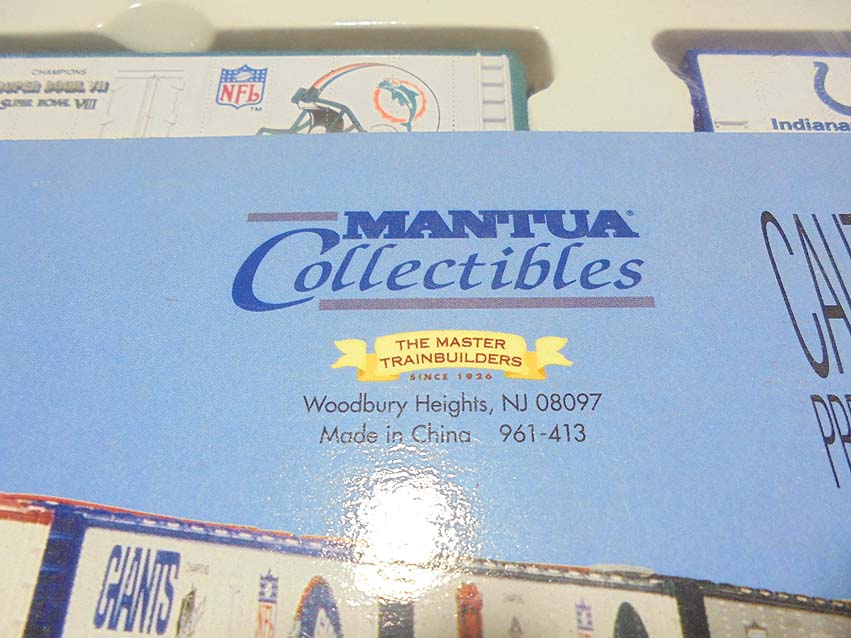 CHAMPIONS
SUPER BOWL VII
SUPER BOWL VIII
NFL
TM
Indiana
MANTUA®
Collectibles
THE MASTER
TRAINBUILDERS
SINCE 1926
Woodbury Heights, NJ 08097
Made in China 961-413
GIANTS